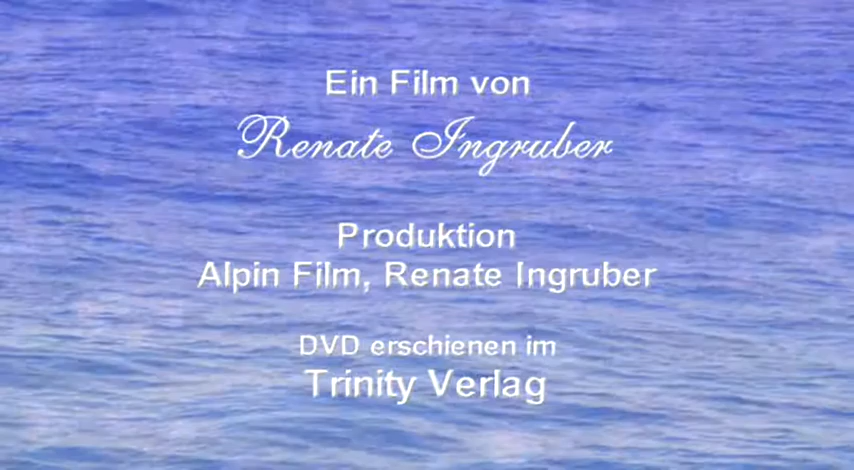 Ein Film von
Renate Ingruber
Produktion
Alpin Film, Renate Ingruber
DVD erschienen im
Trinity Verlag